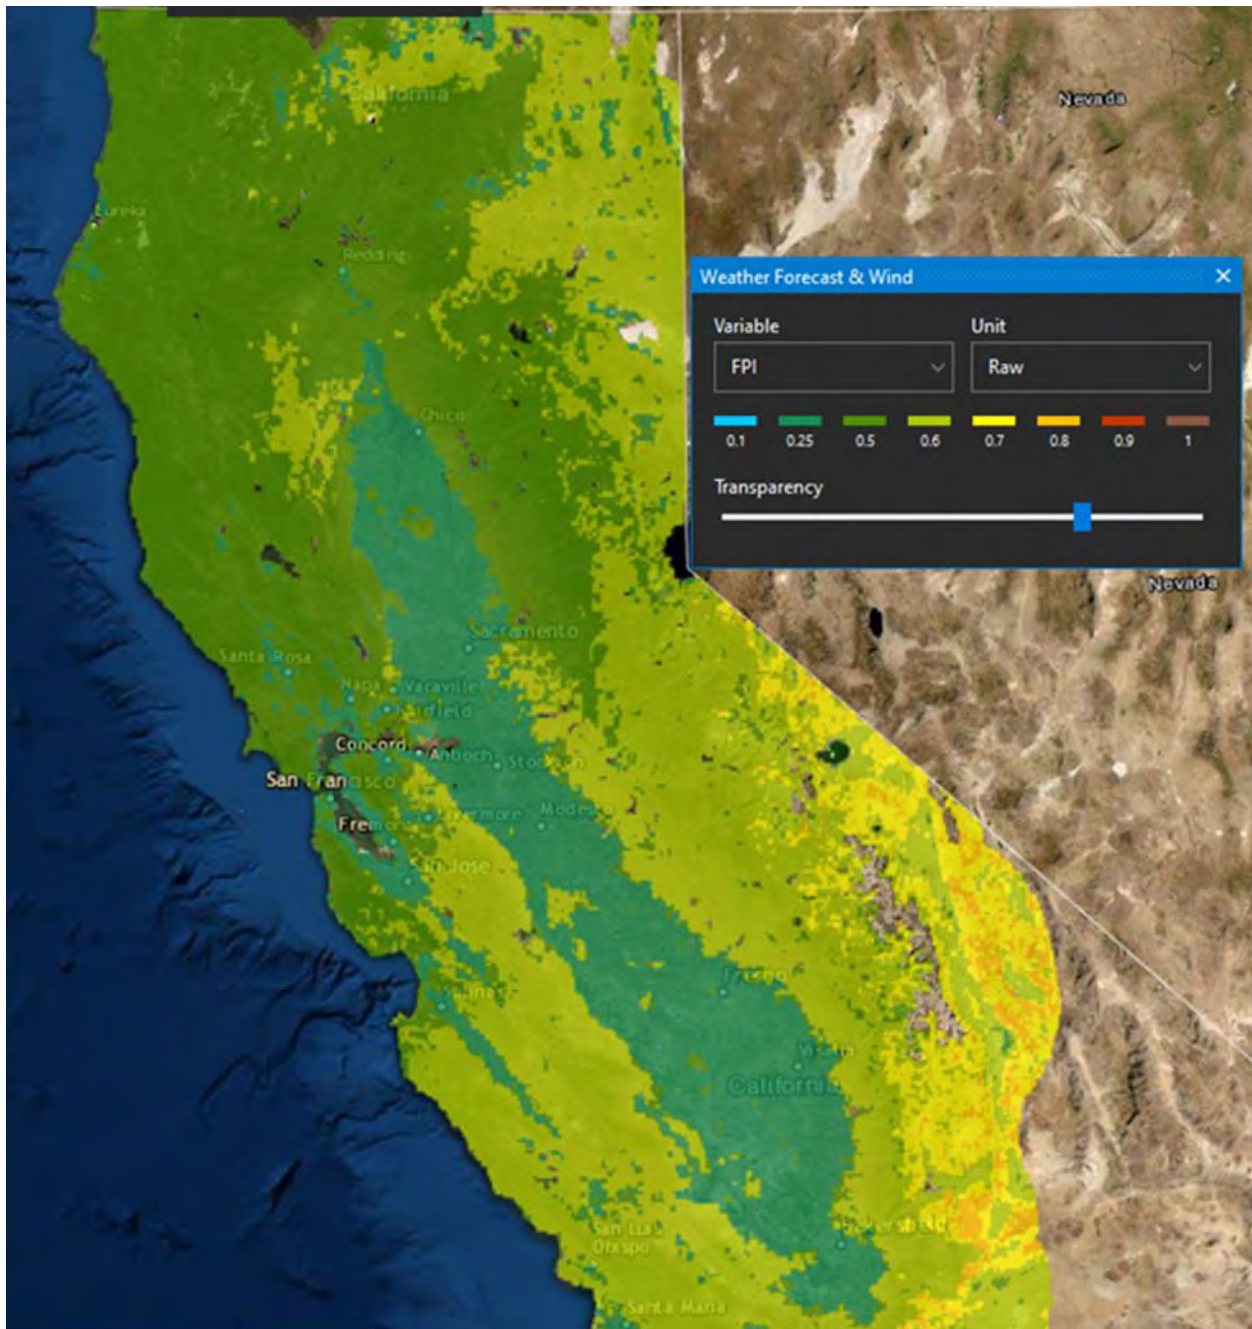 California
Nevada
Eureka
Redding
Weather Forecast & Wind
Variable
Unit
FPI
Raw
0.1 0.25 0.5 0.6 0.7 0.8 0.9 1
Transparency
Chico
Nevada
Sacramento
Santa Rosa
Napa Vacaville
Fairfield
Concord
Antioch
Stockton
San Francisco
Livermore Modesto
Fremont
San Jose
Fresno
Salinas
Visalia
California
Bakersfield
San Luis
Obispo
Santa Maria